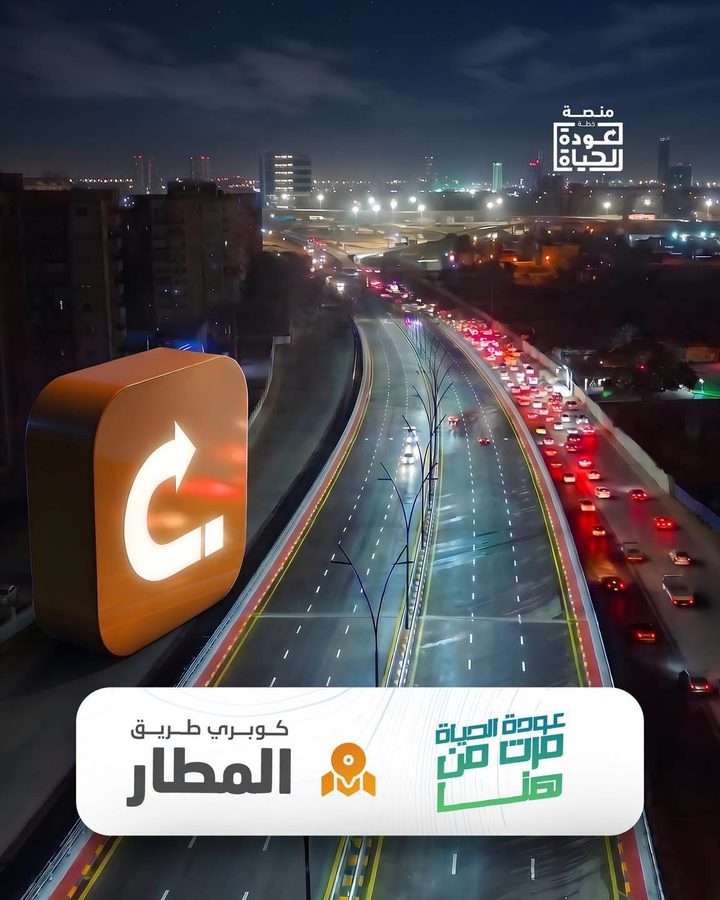 منصة
خطة
عودة
الحياة
كوبري طريق
المطار
عودة الحياة
مرت من
هنا